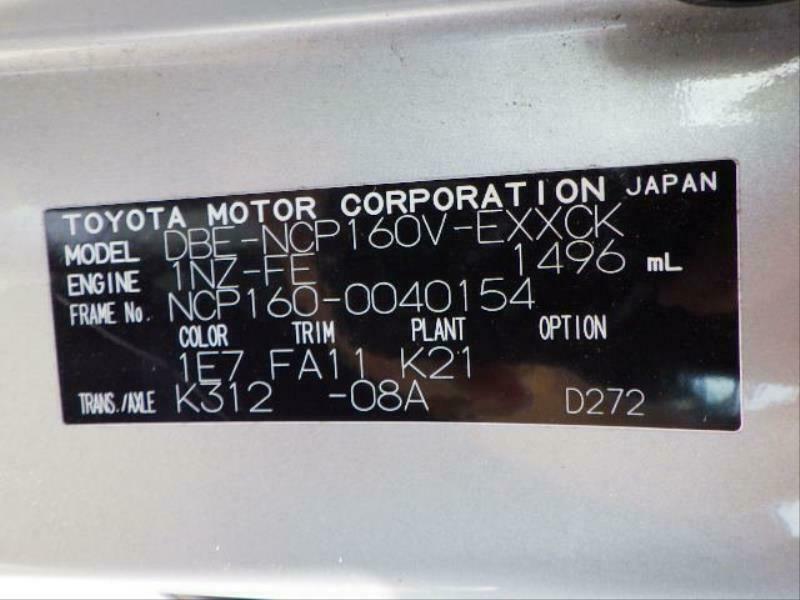 TOYOTA MOTOR CORPORATION JAPAN
MODEL DBE-NCP160V-EXXCK
ENGINE 1NZ-FE 1496 mL
FRAME No. NCP160-0040154
COLOR TRIM PLANT OPTION
1E7 FA11 K21
TRANS./AXLE K312 -08A D272